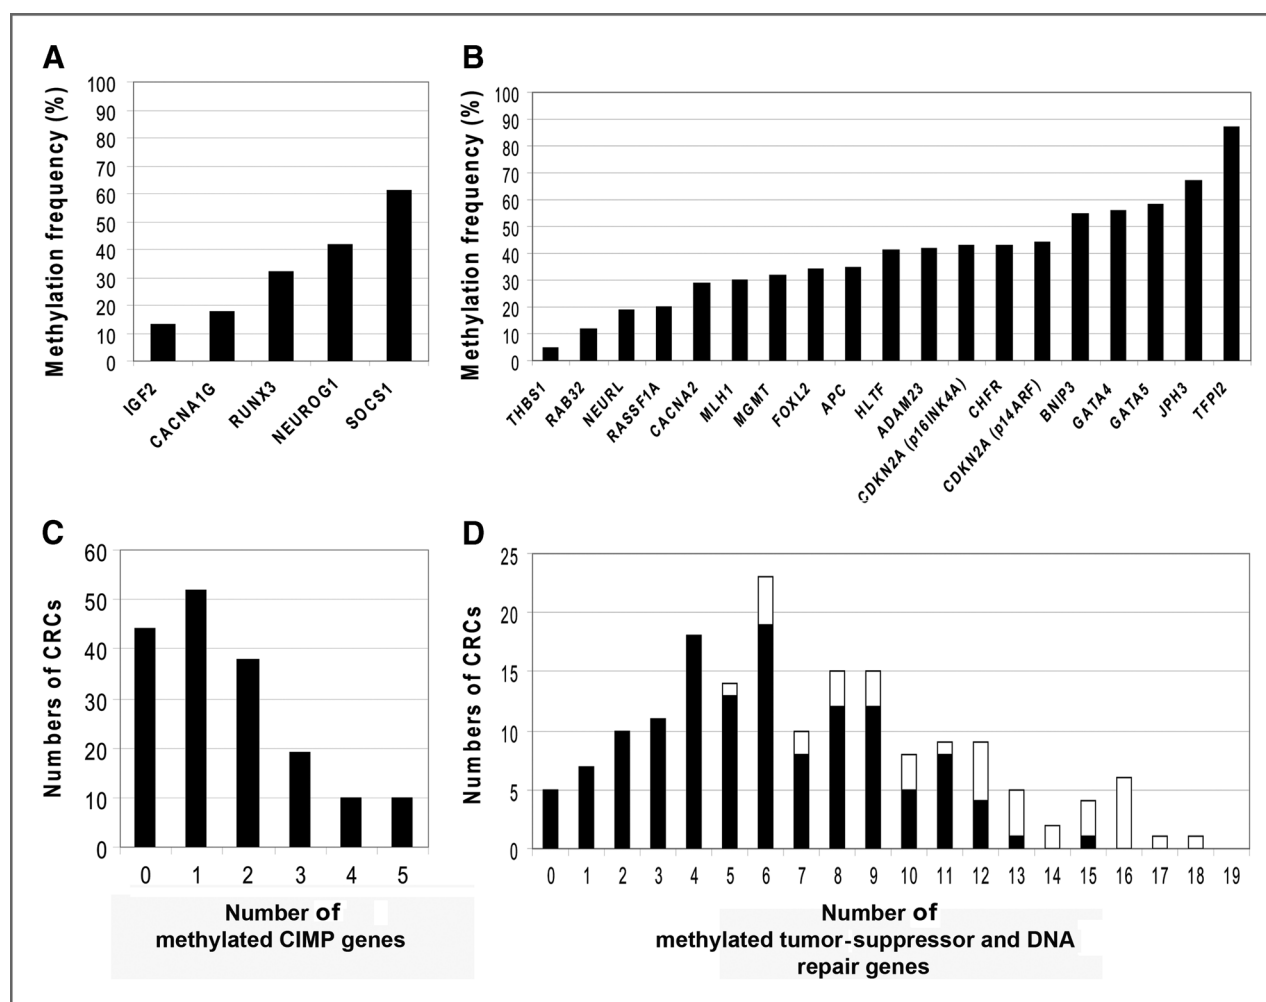 A
Methylation frequency (%)
100
90
80
70
60
50
40
30
20
10
0
IGF2
CACNA1G
RUNX3
NEUROG1
SOCS1
B
Methylation frequency (%)
100
90
80
70
60
50
40
30
20
10
0
THBS1
RAB32
NEURL
RASSF1A
CACNA2
MLH1
MGMT
FOXL2
APC
HLTF
ADAM23
CDKN2A (p16INK4A)
CHFR
CDKN2A (p14ARF)
BNIP3
GATA4
GATA5
JPH3
TFPI2
C
Numbers of CRCs
60
50
40
30
20
10
0
0 1 2 3 4 5
Number of
methylated CIMP genes
D
Numbers of CRCs
25
20
15
10
5
0
0 1 2 3 4 5 6 7 8 9 10 11 12 13 14 15 16 17 18 19
Number of
methylated tumor-suppressor and DNA
repair genes